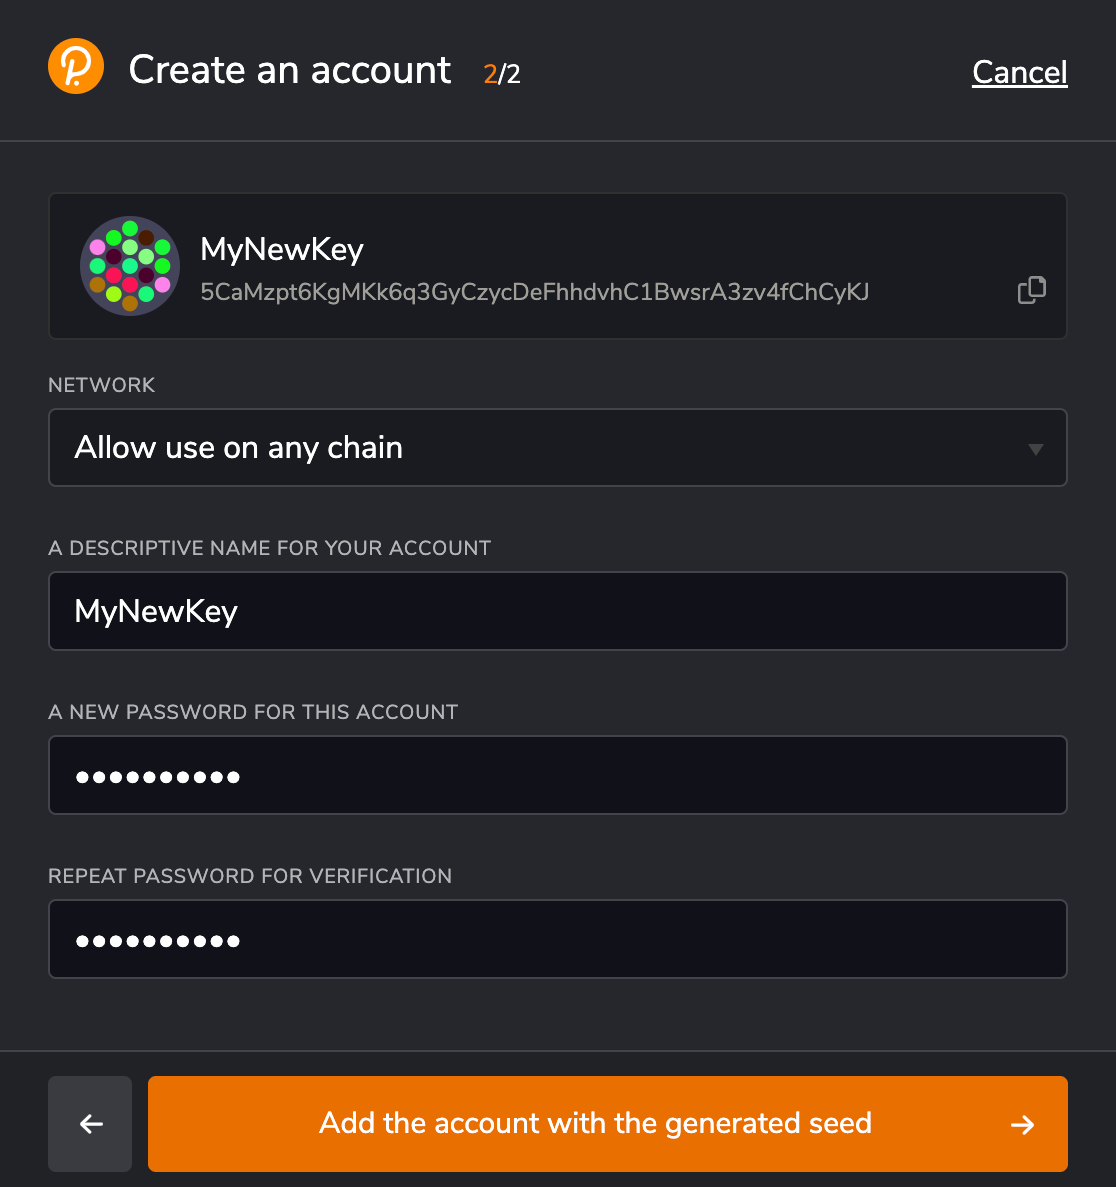 Create an account 2/2 Cancel
MyNewKey
5CaMzpt6KgMKk6q3GyCzycDeFhhdvhC1BwsrA3zv4fChCyKJ
NETWORK
Allow use on any chain
A DESCRIPTIVE NAME FOR YOUR ACCOUNT
MyNewKey
A NEW PASSWORD FOR THIS ACCOUNT
••••••••••
REPEAT PASSWORD FOR VERIFICATION
••••••••••
Add the account with the generated seed